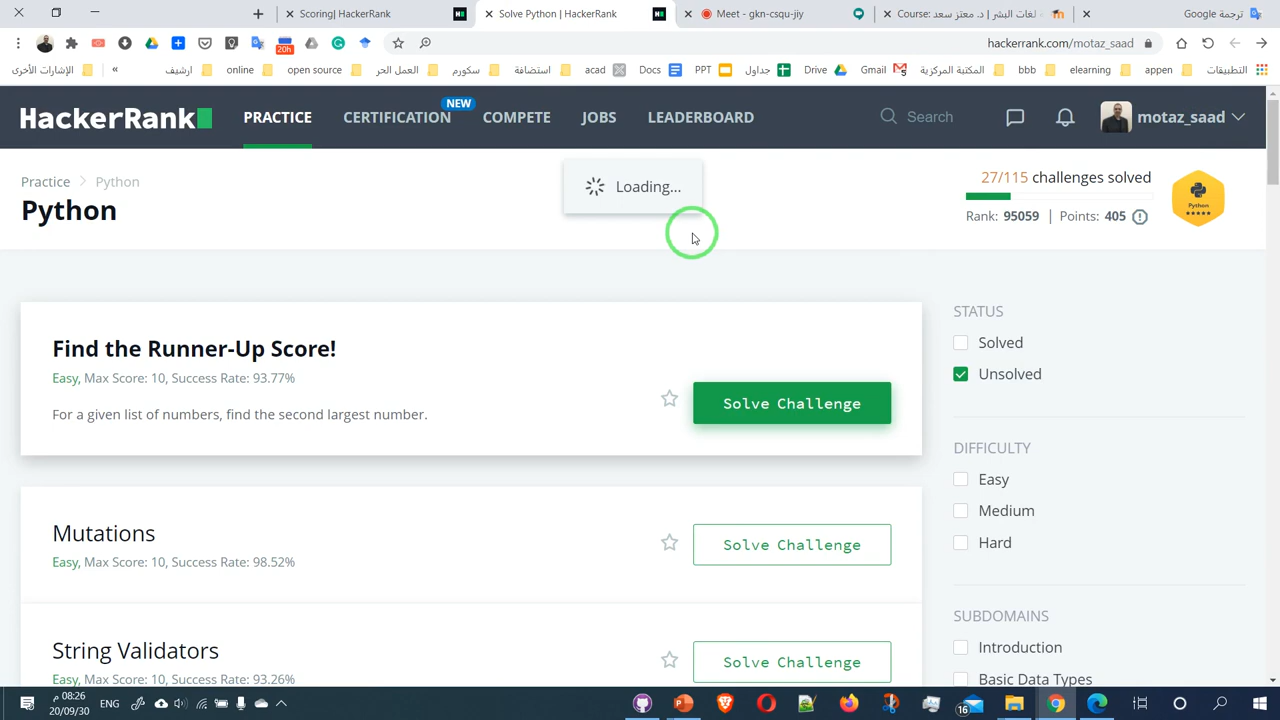 Scoring| HackerRank
Solve Python | HackerRank
Meet - gkn-csqu-jiy
Course: لغات البشر | د. معتز سعد
ترجمة Google
20h
hackerrank.com/motaz_saad
الإشارات الأخرى
«
ارشيف
online
open source
العمل الحر
سكورم
استضافة
acad
Docs
PPT
جداول
Drive
Gmail
المكتبة المركزية
bbb
elearning
appen
التطبيقات
HackerRank
PRACTICE
CERTIFICATION
NEW
COMPETE
JOBS
LEADERBOARD
Search
motaz_saad
Practice
Python
Loading...
27/115 challenges solved
Python
Rank: 95059 | Points: 405
Python
Find the Runner-Up Score!
Easy, Max Score: 10, Success Rate: 93.77%
For a given list of numbers, find the second largest number.
Solve Challenge
STATUS
Solved
Unsolved
DIFFICULTY
Easy
Medium
Hard
Mutations
Easy, Max Score: 10, Success Rate: 98.52%
Solve Challenge
SUBDOMAINS
Introduction
Basic Data Types
String Validators
Easy, Max Score: 10, Success Rate: 93.26%
Solve Challenge
08:26 م
20/09/30
ENG
16